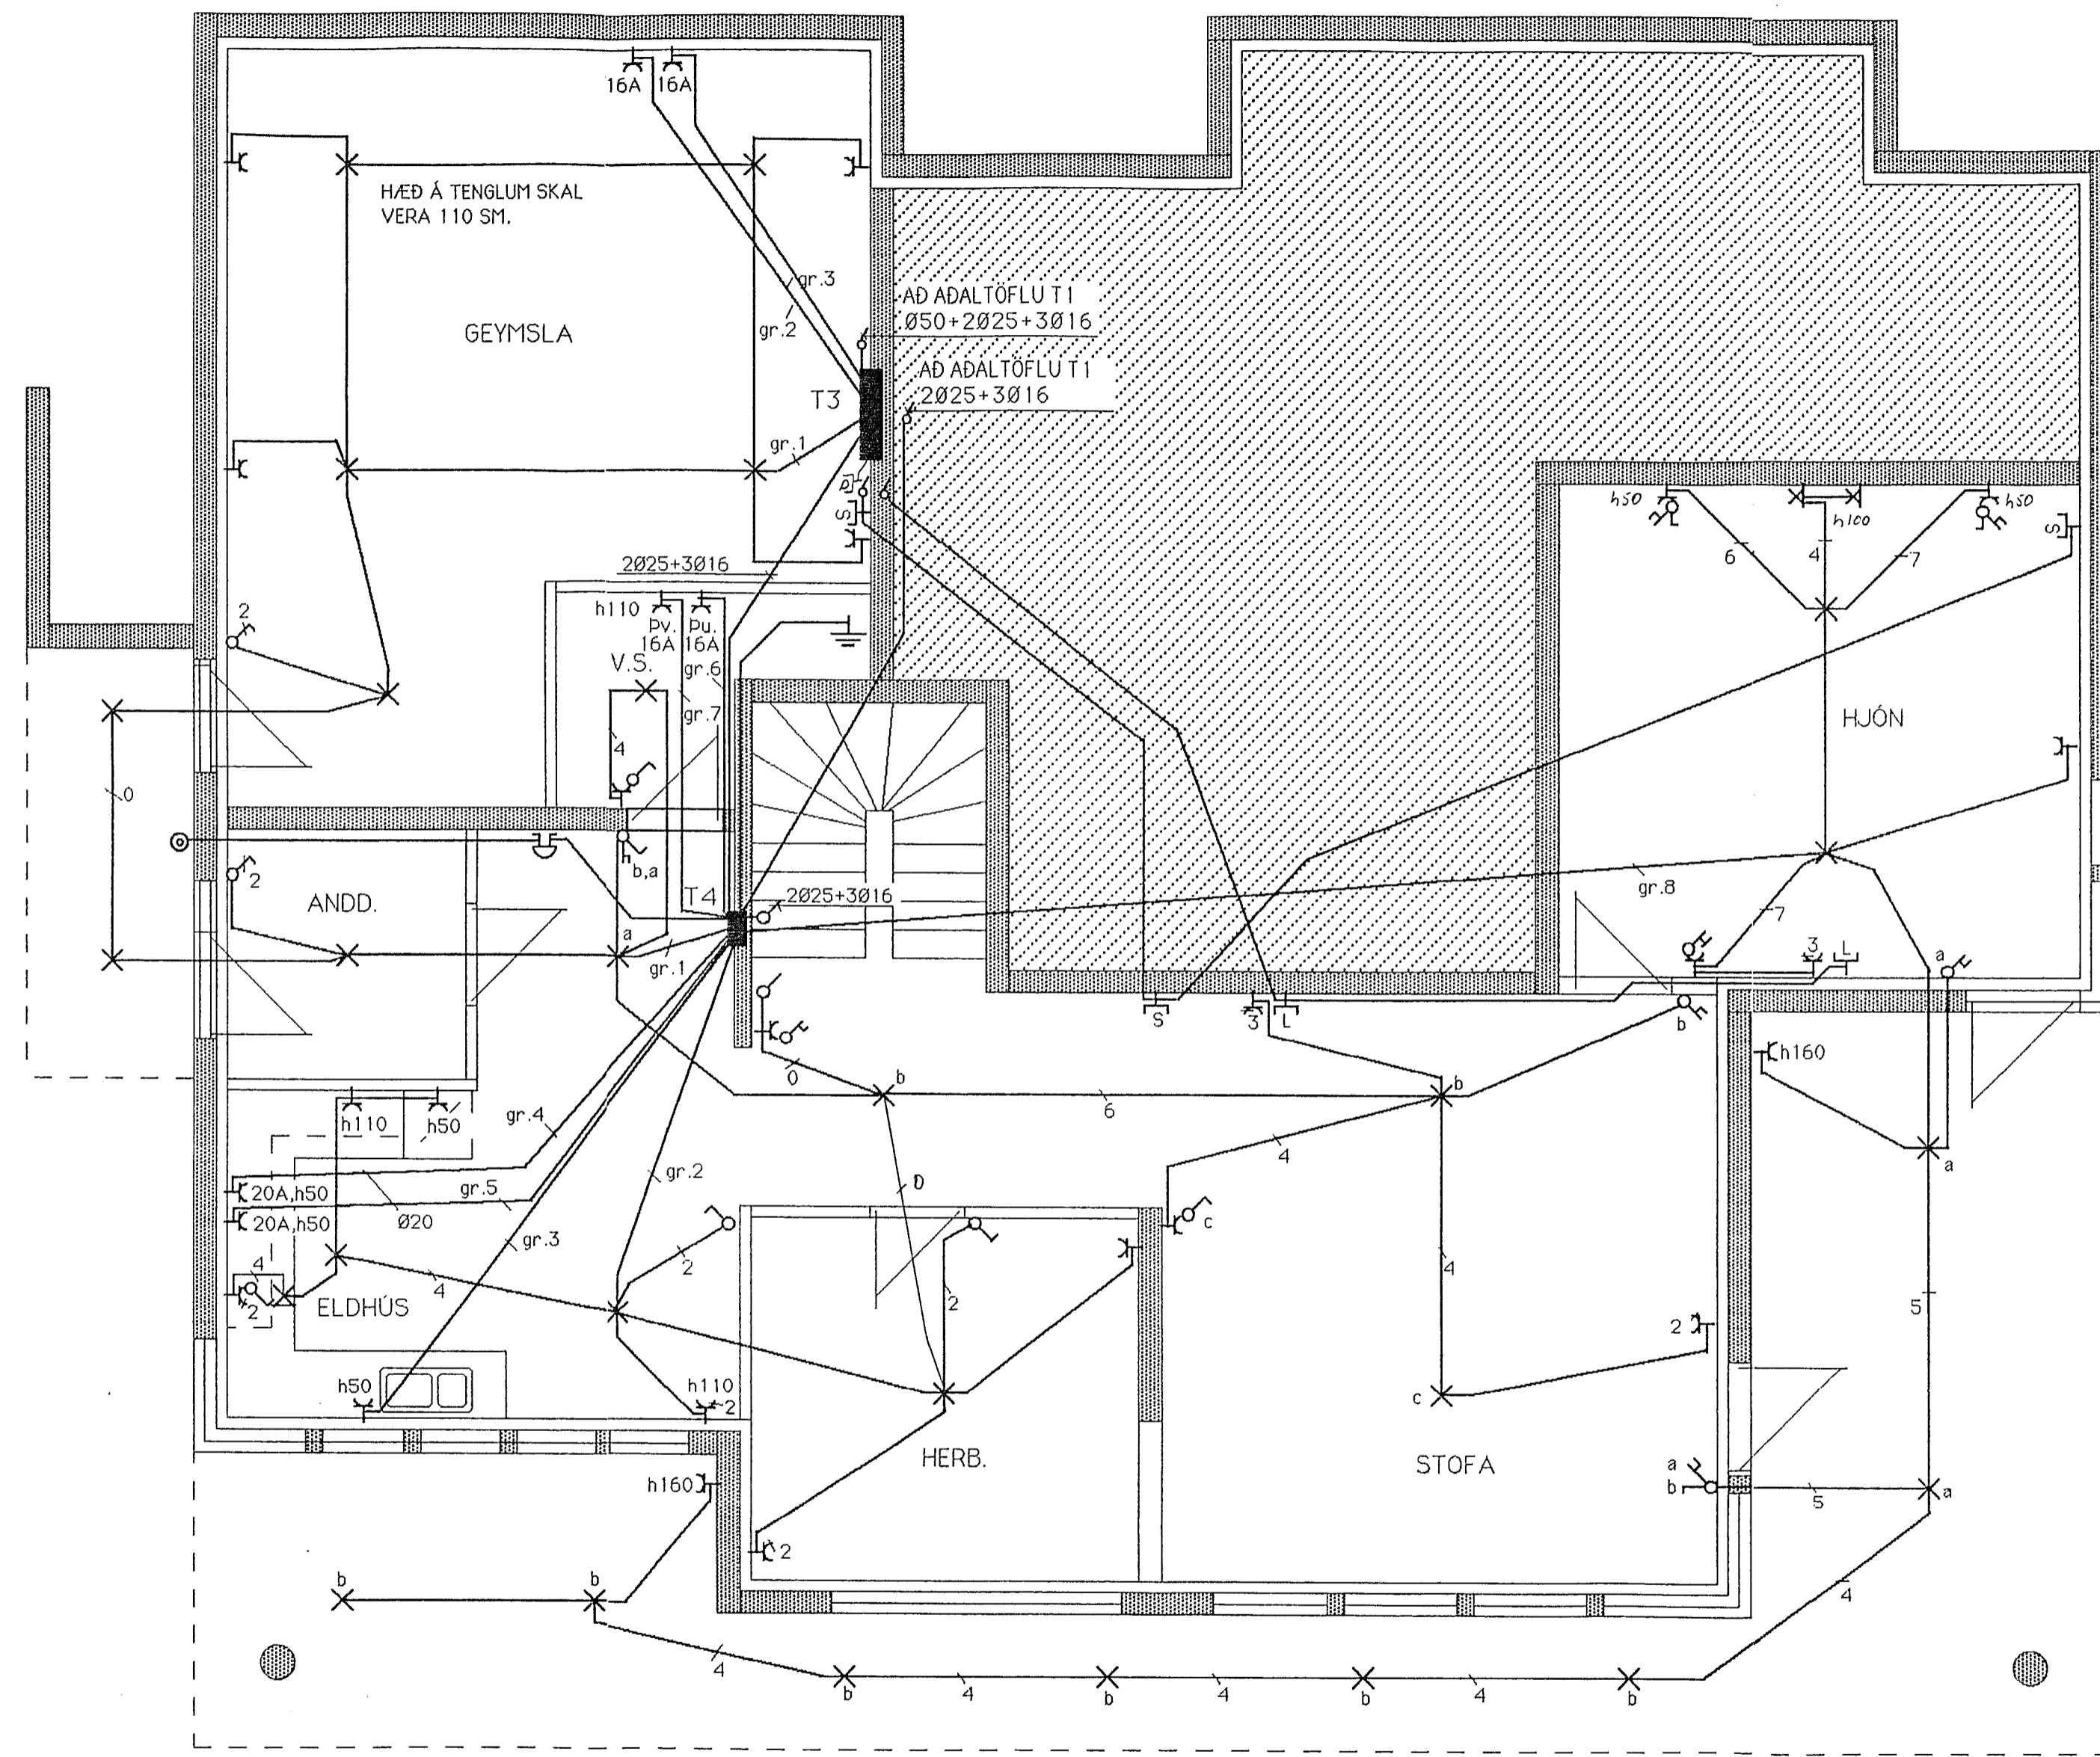 16A 16A
HÆÐ Á TENGLUM SKAL
VERA 110 SM.
gr.3
gr.2
GEYMSLA
AÐ AÐALTÖFLU T1
Ø50+2Ø25+3Ø16
AÐ AÐALTÖFLU T1
2Ø25+3Ø16
T3
gr.1
S
h50
h100
h50
S
6
4
7
2Ø25+3Ø16
2
h110
Þv.
16A
Þu.
16A
V.S.
gr.6
gr.7
4
HJÓN
0
b,a
2
ANDD.
T4
2Ø25+3Ø16
gr.8
a
gr.1
7
3
L
a
S
3
L
b
0
b
6
b
h160
h110
h50
gr.4
4
a
gr.2
0
20A,h50
gr.5
20A,h50
Ø20
gr.3
c
4
4
2
4
2
ELDHÚS
2
5
2
h50
h110
2
c
HERB.
STOFA
a
b
5
a
h160
2
b
b
4
4
b
4
b
4
b
4
b